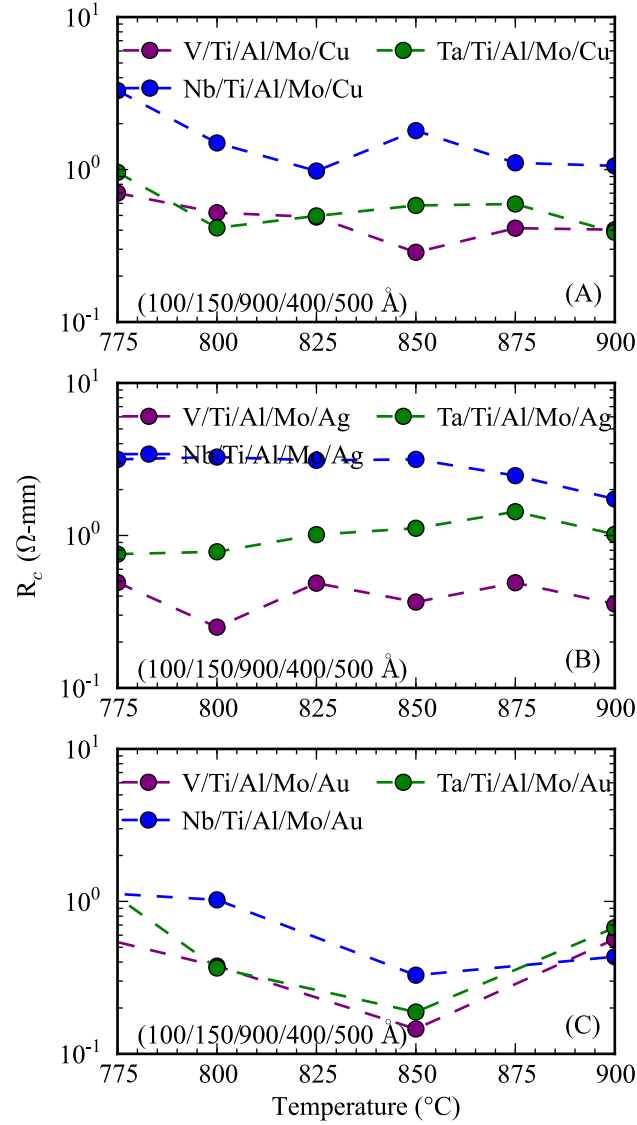 10^1
V/Ti/Al/Mo/Cu Ta/Ti/Al/Mo/Cu
Nb/Ti/Al/Mo/Cu
10^0
(100/150/900/400/500 Å) (A)
10^-1
775 800 825 850 875 900
10^1
V/Ti/Al/Mo/Ag Ta/Ti/Al/Mo/Ag
Nb/Ti/Al/Mo/Ag
R_c (Ω-mm)
10^0
(100/150/900/400/500 Å) (B)
10^-1
775 800 825 850 875 900
10^1
V/Ti/Al/Mo/Au Ta/Ti/Al/Mo/Au
Nb/Ti/Al/Mo/Au
10^0
(100/150/900/400/500 Å) (C)
10^-1
775 800 825 850 875 900
Temperature (°C)